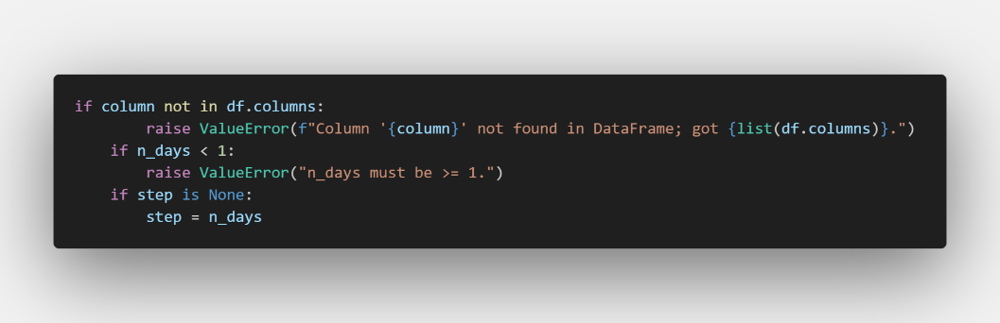 if column not in df.columns:
        raise ValueError(f"Column '{column}' not found in DataFrame; got {list(df.columns)}.")
    if n_days < 1:
        raise ValueError("n_days must be >= 1.")
    if step is None:
        step = n_days